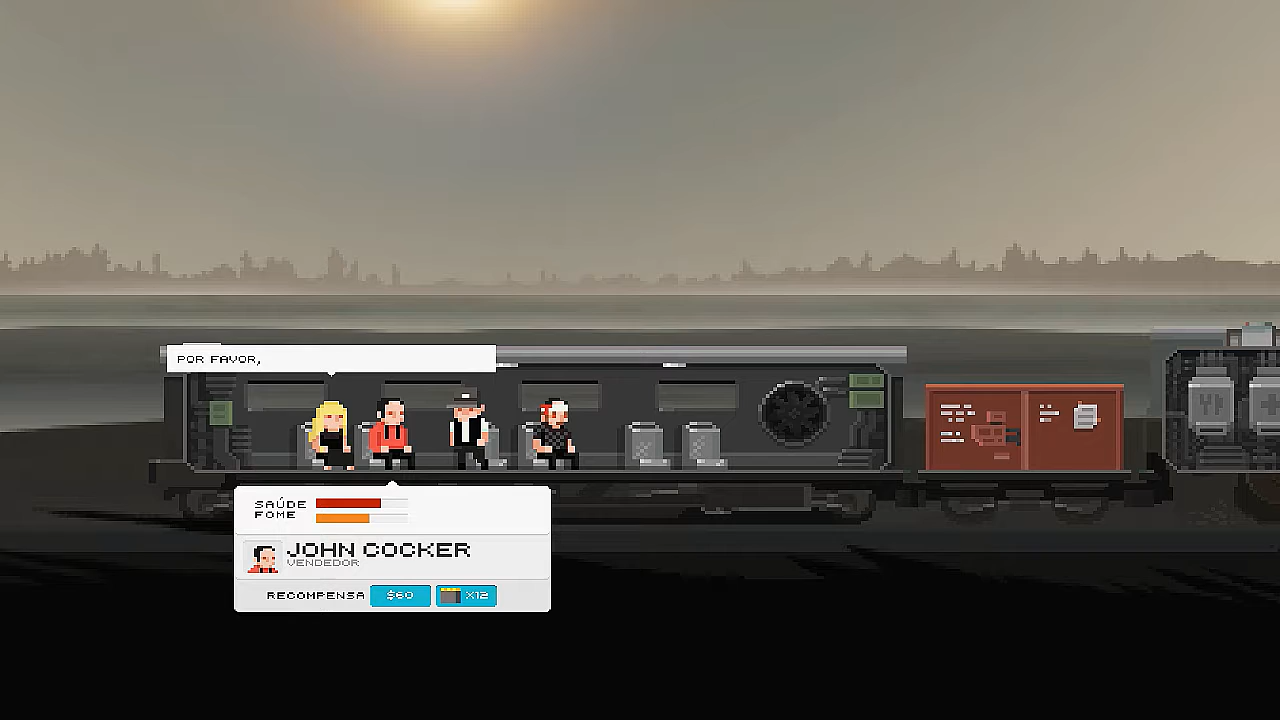 POR FAVOR,
SAÚDE
FOME
JOHN COCKER
VENDEDOR
RECOMPENSA $60 X12